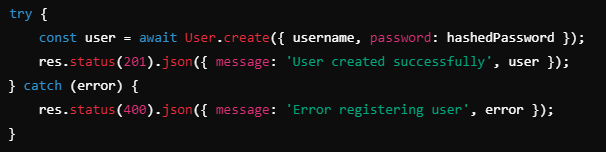 try {
    const user = await User.create({ username, password: hashedPassword });
    res.status(201).json({ message: 'User created successfully', user });
} catch (error) {
    res.status(400).json({ message: 'Error registering user', error });
}